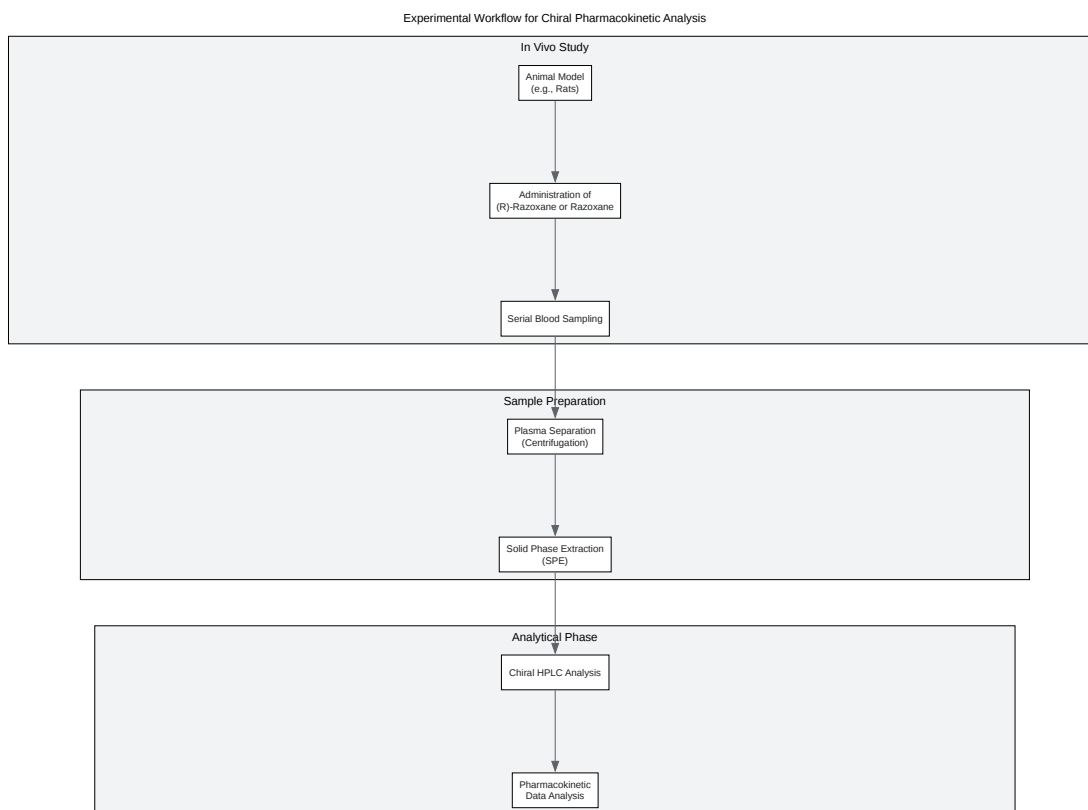 Experimental Workflow for Chiral Pharmacokinetic Analysis
In Vivo Study
Animal Model
(e.g., Rats)
Administration of
(R)-Razoxane or Razoxane
Serial Blood Sampling
Sample Preparation
Plasma Separation
(Centrifugation)
Solid Phase Extraction
(SPE)
Analytical Phase
Chiral HPLC Analysis
Pharmacokinetic
Data Analysis